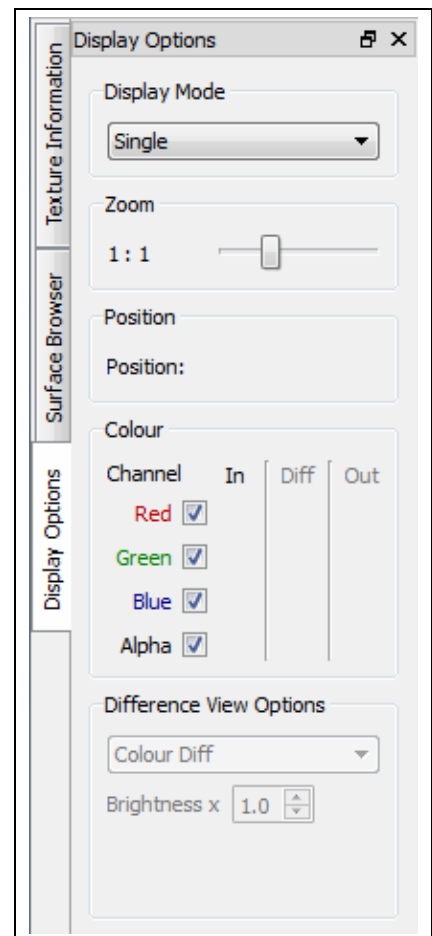 Display Options
Texture Information
Surface Browser
Display Options
Display Mode
Single
Zoom
1 : 1
Position
Position:
Colour
Channel In Diff Out
Red
Green
Blue
Alpha
Difference View Options
Colour Diff
Brightness x 1.0